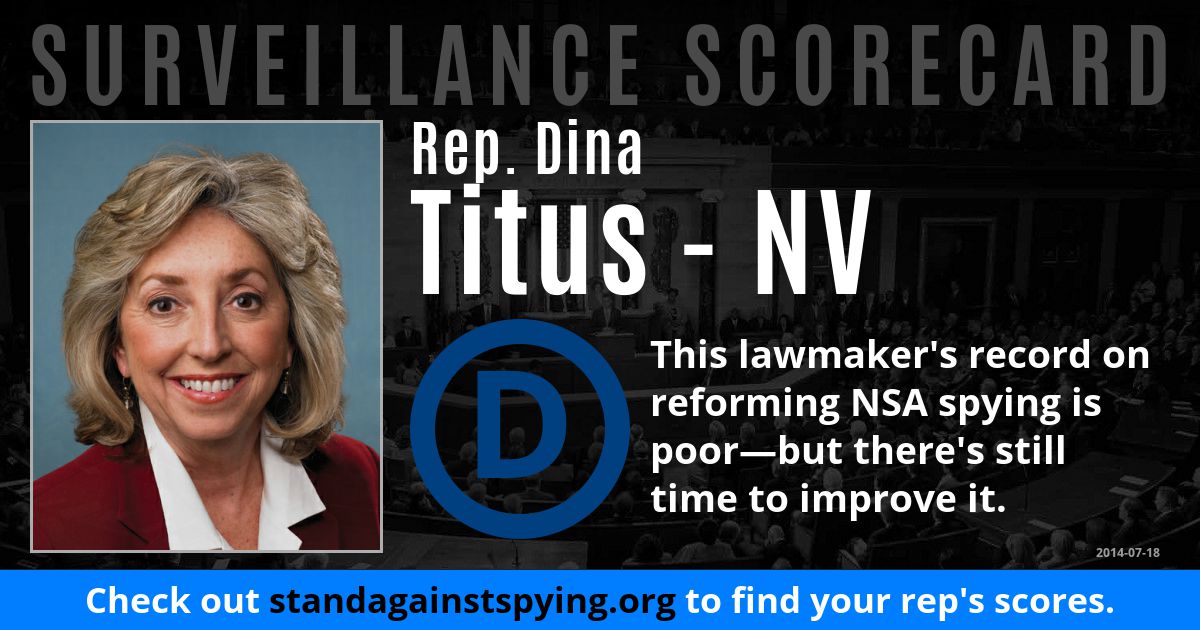 SURVEILLANCE SCORECARD
Rep. Dina
Titus - NV
D
This lawmaker's record on
reforming NSA spying is
poor—but there's still
time to improve it.
2014-07-18
Check out standagainstspying.org to find your rep's scores.